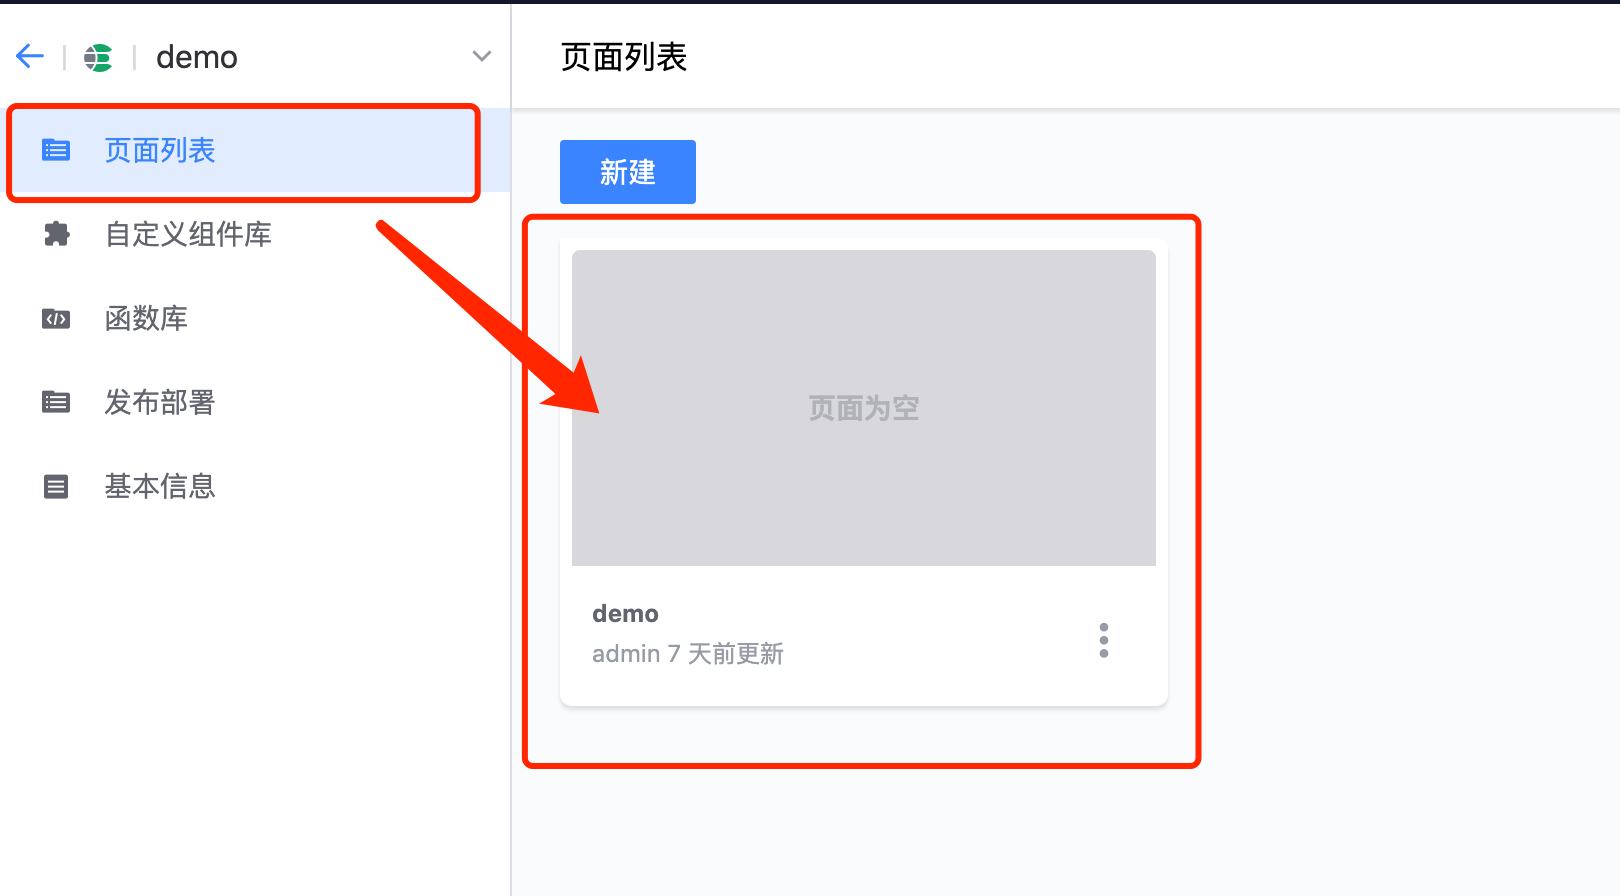 demo
页面列表
自定义组件库
函数库
发布部署
基本信息
页面列表
新建
页面为空
demo
admin 7 天前更新